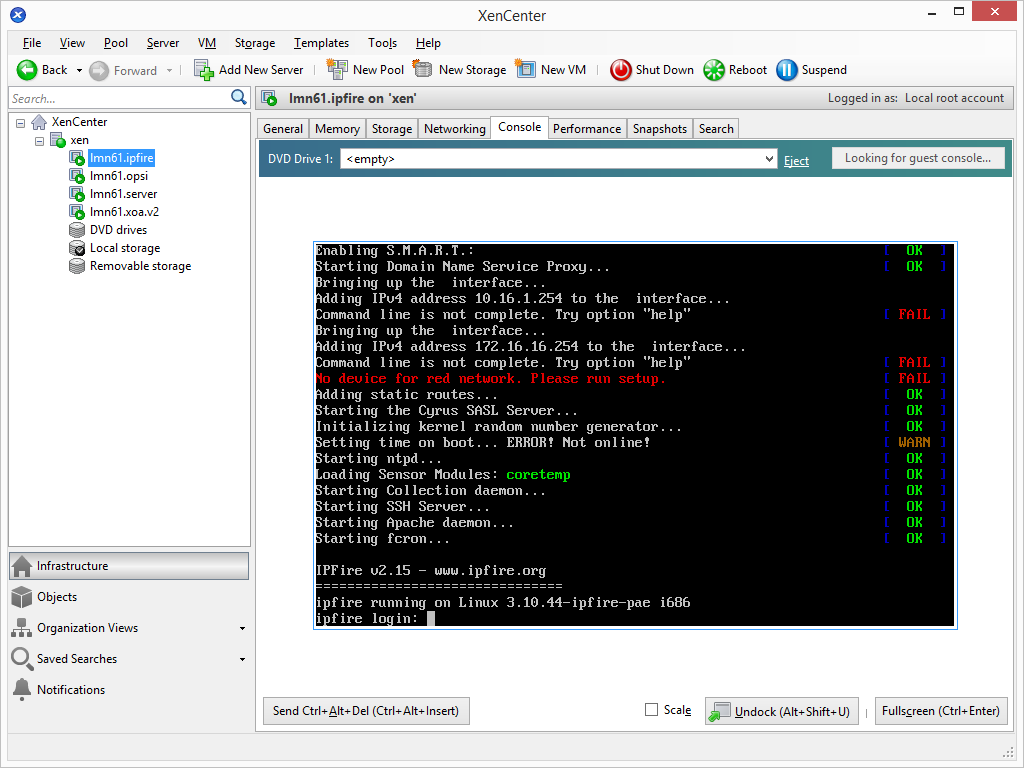 XenCenter
File View Pool Server VM Storage Templates Tools Help
Back Forward Add New Server New Pool New Storage New VM Shut Down Reboot Suspend
Search...
lmn61.ipfire on 'xen'
Logged in as: Local root account
XenCenter
xen
lmn61.ipfire
lmn61.opsi
lmn61.server
lmn61.xoa.v2
DVD drives
Local storage
Removable storage
General Memory Storage Networking Console Performance Snapshots Search
DVD Drive 1: <empty> Eject Looking for guest console...
Enabling S.M.A.R.T.: [ OK ]
Starting Domain Name Service Proxy... [ OK ]
Bringing up the  interface...
Adding IPv4 address 10.16.1.254 to the  interface...
Command line is not complete. Try option "help" [ FAIL ]
Bringing up the  interface...
Adding IPv4 address 172.16.16.254 to the  interface...
Command line is not complete. Try option "help" [ FAIL ]
No device for red network. Please run setup. [ FAIL ]
Adding static routes... [ OK ]
Starting the Cyrus SASL Server... [ OK ]
Initializing kernel random number generator... [ OK ]
Setting time on boot... ERROR! Not online! [ WARN ]
Starting ntpd... [ OK ]
Loading Sensor Modules: coretemp [ OK ]
Starting Collection daemon... [ OK ]
Starting SSH Server... [ OK ]
Starting Apache daemon... [ OK ]
Starting fcron... [ OK ]
IPFire v2.15 - www.ipfire.org
===============================
ipfire running on Linux 3.10.44-ipfire-pae i686
ipfire login:
Infrastructure
Objects
Organization Views
Saved Searches
Notifications
Send Ctrl+Alt+Del (Ctrl+Alt+Insert) Scale Undock (Alt+Shift+U) Fullscreen (Ctrl+Enter)